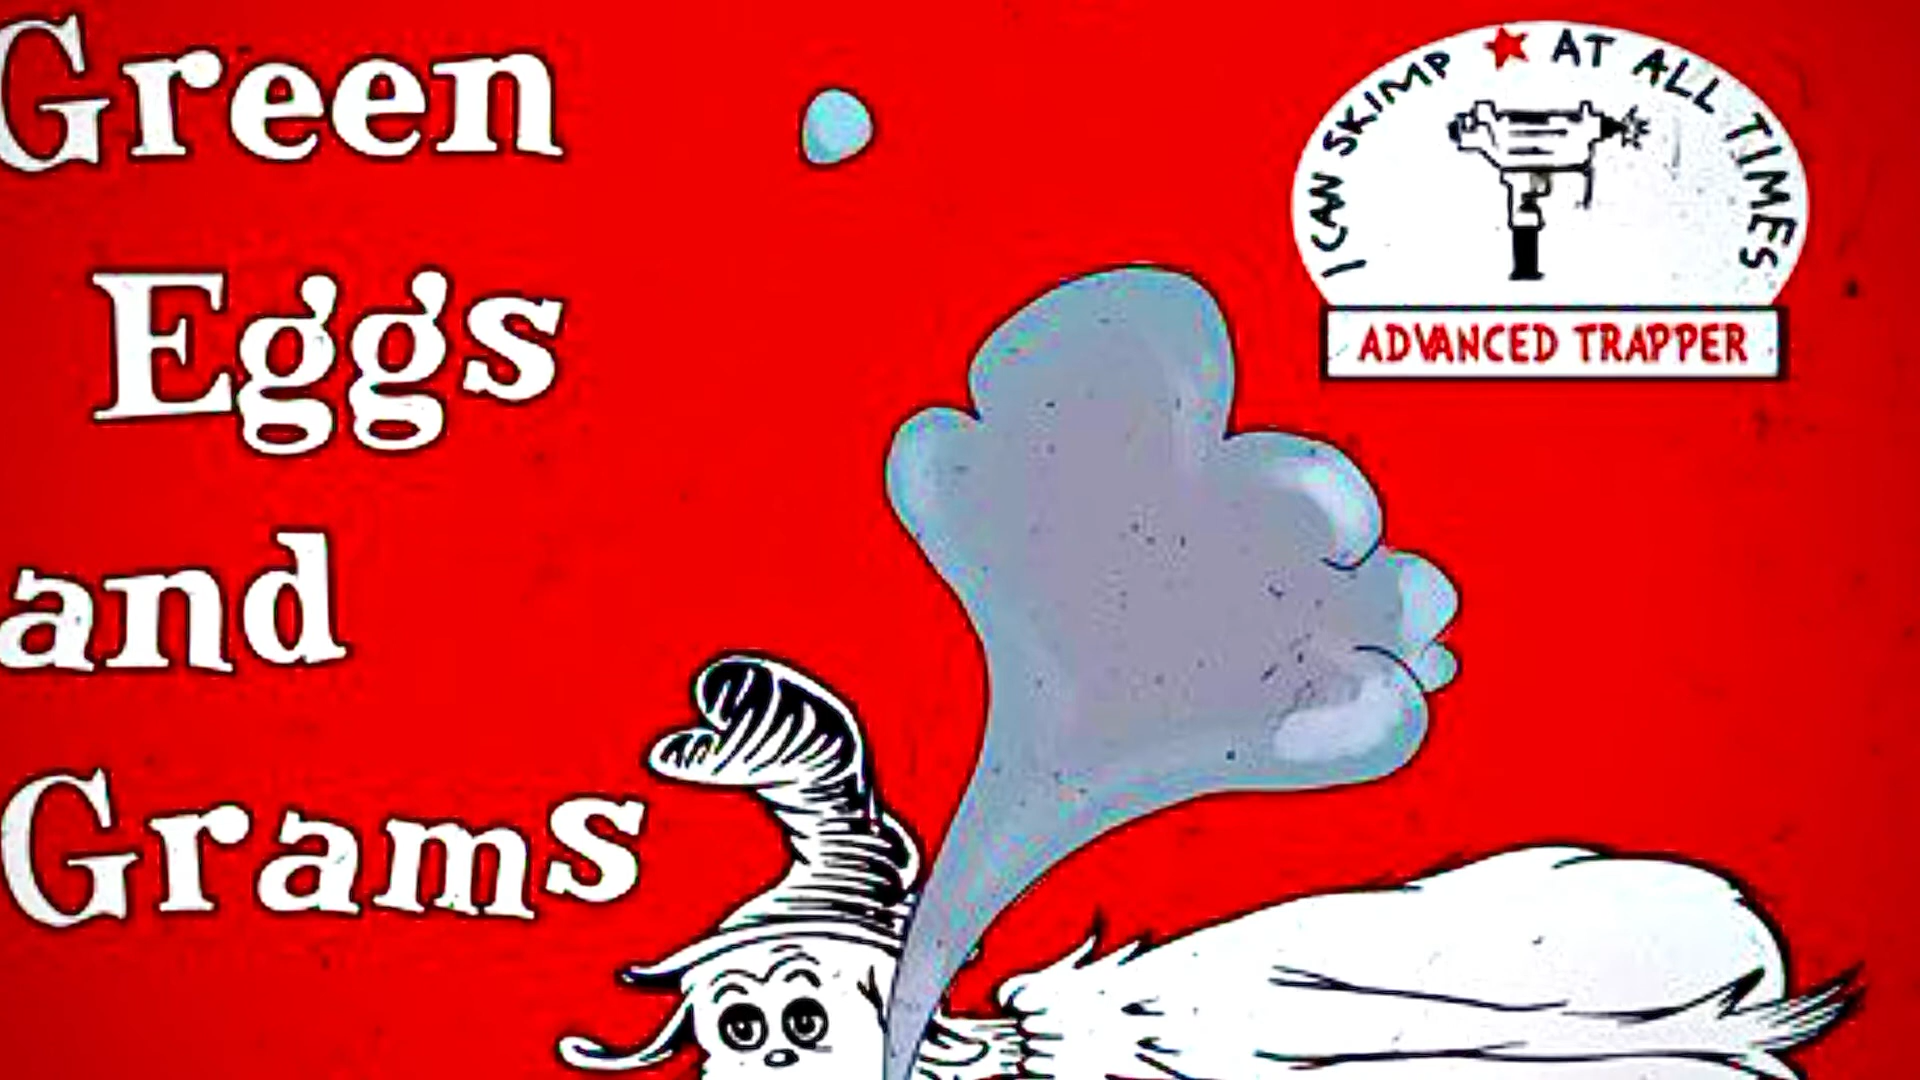 Green
Eggs
and
Grams
I CAN SKIMP ★ AT ALL TIMES
ADVANCED TRAPPER